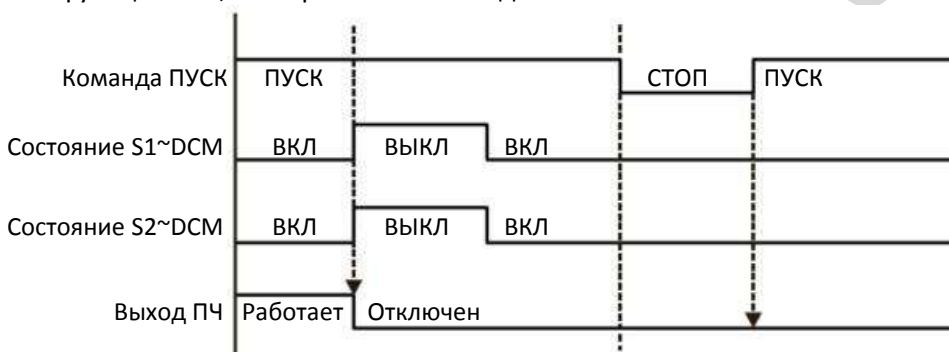 Команда ПУСК ПУСК СТОП ПУСК
Состояние S1~DCM ВКЛ ВЫКЛ ВКЛ
Состояние S2~DCM ВКЛ ВЫКЛ ВКЛ
Выход ПЧ Работает Отключен